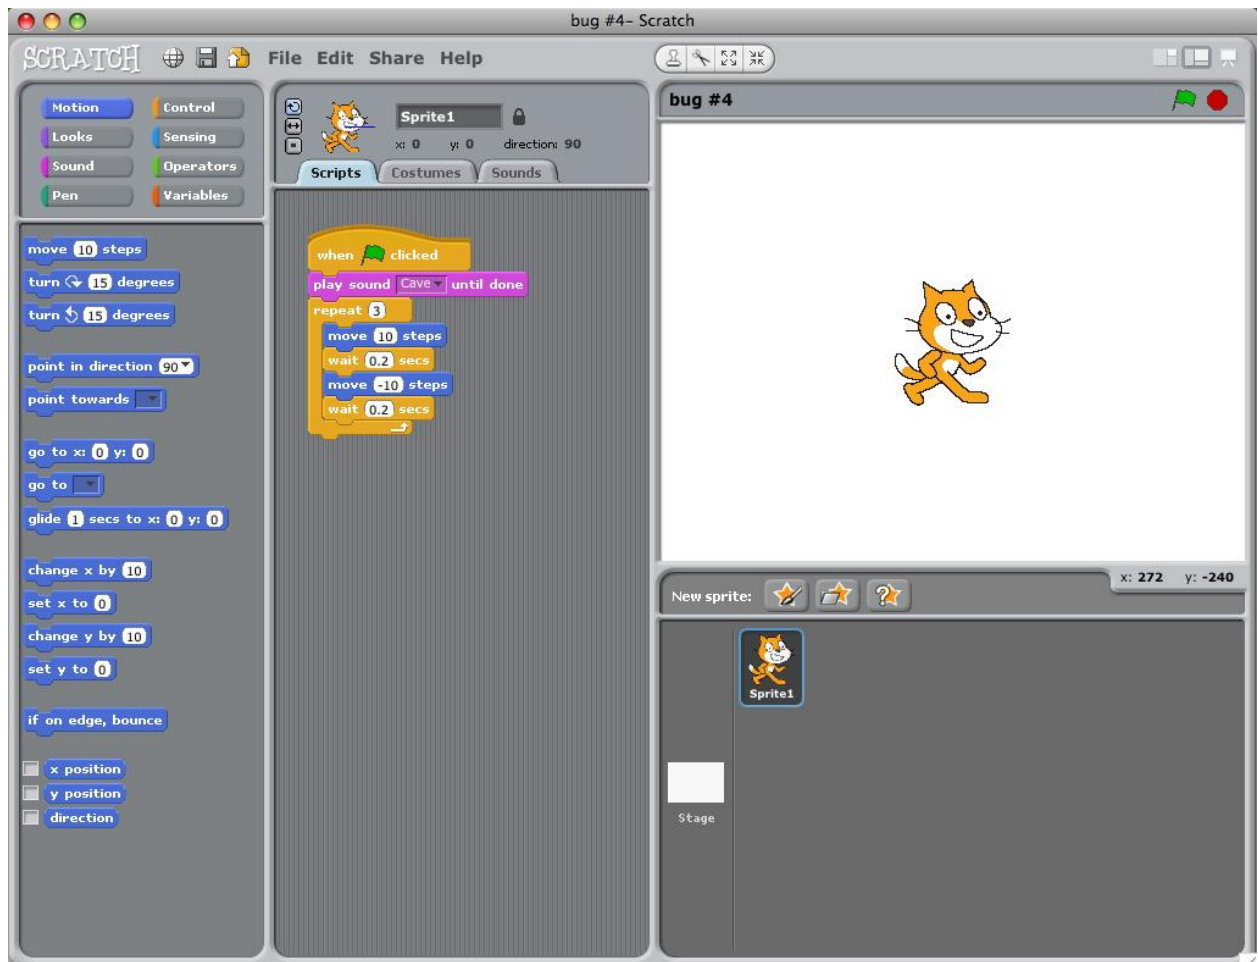 bug #4– Scratch
SCRATCH File Edit Share Help
Motion Control
Looks Sensing
Sound Operators
Pen Variables
move 10 steps
turn 15 degrees
turn 15 degrees
point in direction 90
point towards
go to x: 0 y: 0
go to
glide 1 secs to x: 0 y: 0
change x by 10
set x to 0
change y by 10
set y to 0
if on edge, bounce
x position
y position
direction
Sprite1
x: 0 y: 0 direction: 90
Scripts Costumes Sounds
when clicked
play sound Cave until done
repeat 3
move 10 steps
wait 0.2 secs
move -10 steps
wait 0.2 secs
bug #4
x: 272 y: -240
New sprite:
Sprite1
Stage